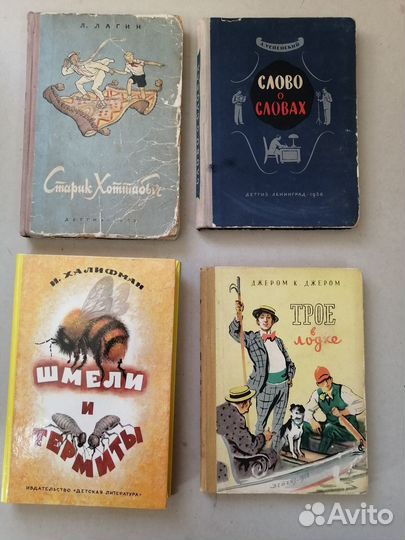 Л. ЛАГИН
Старик Хоттабыч
ДЕТГИЗ
Л. УСПЕНСКИЙ
СЛОВО
О
СЛОВАХ
ДЕТГИЗ · ЛЕНИНГРАД ·
И. ХАЛИФМАН
ШМЕЛИ
И
ТЕРМИТЫ
ИЗДАТЕЛЬСТВО «ДЕТСКАЯ ЛИТЕРАТУРА»
ДЖЕРОМ К. ДЖЕРОМ
ТРОЕ
в
лодке
Avito